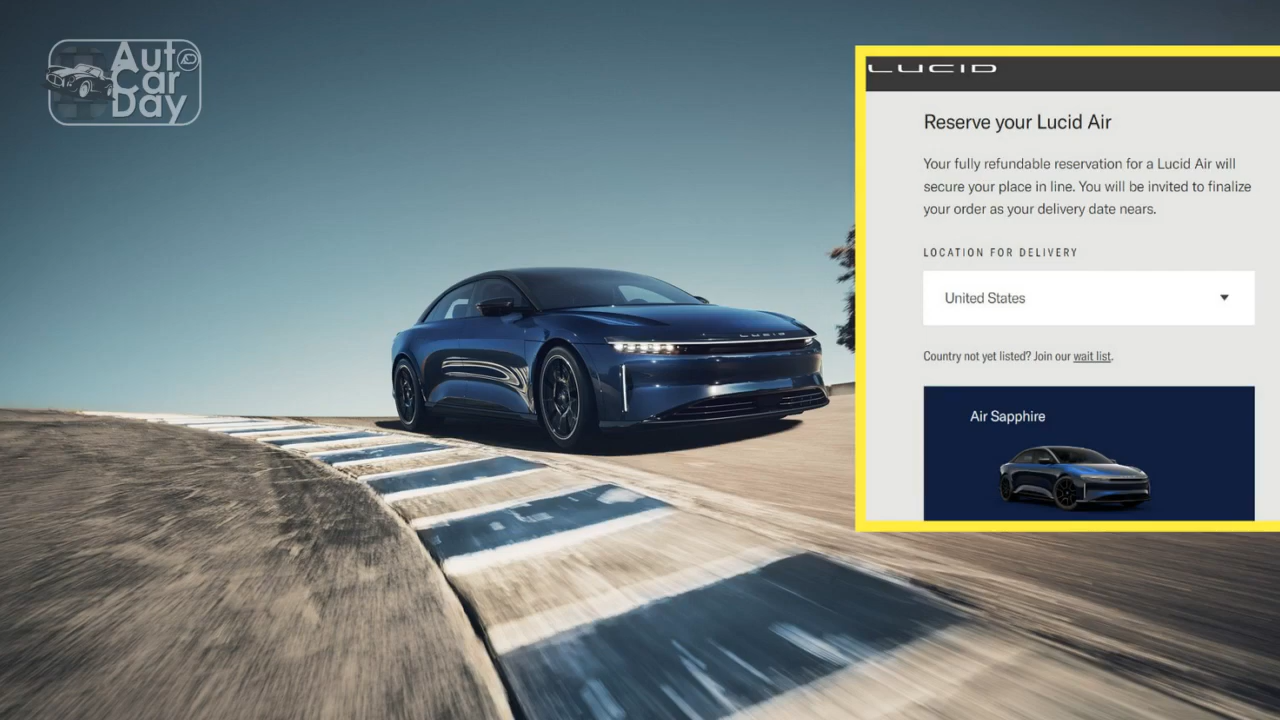 Auto
Car
Day
LUCID
Reserve your Lucid Air
Your fully refundable reservation for a Lucid Air will
secure your place in line. You will be invited to finalize
your order as your delivery date nears.
LOCATION FOR DELIVERY
United States
Country not yet listed? Join our wait list.
Air Sapphire
LUCID